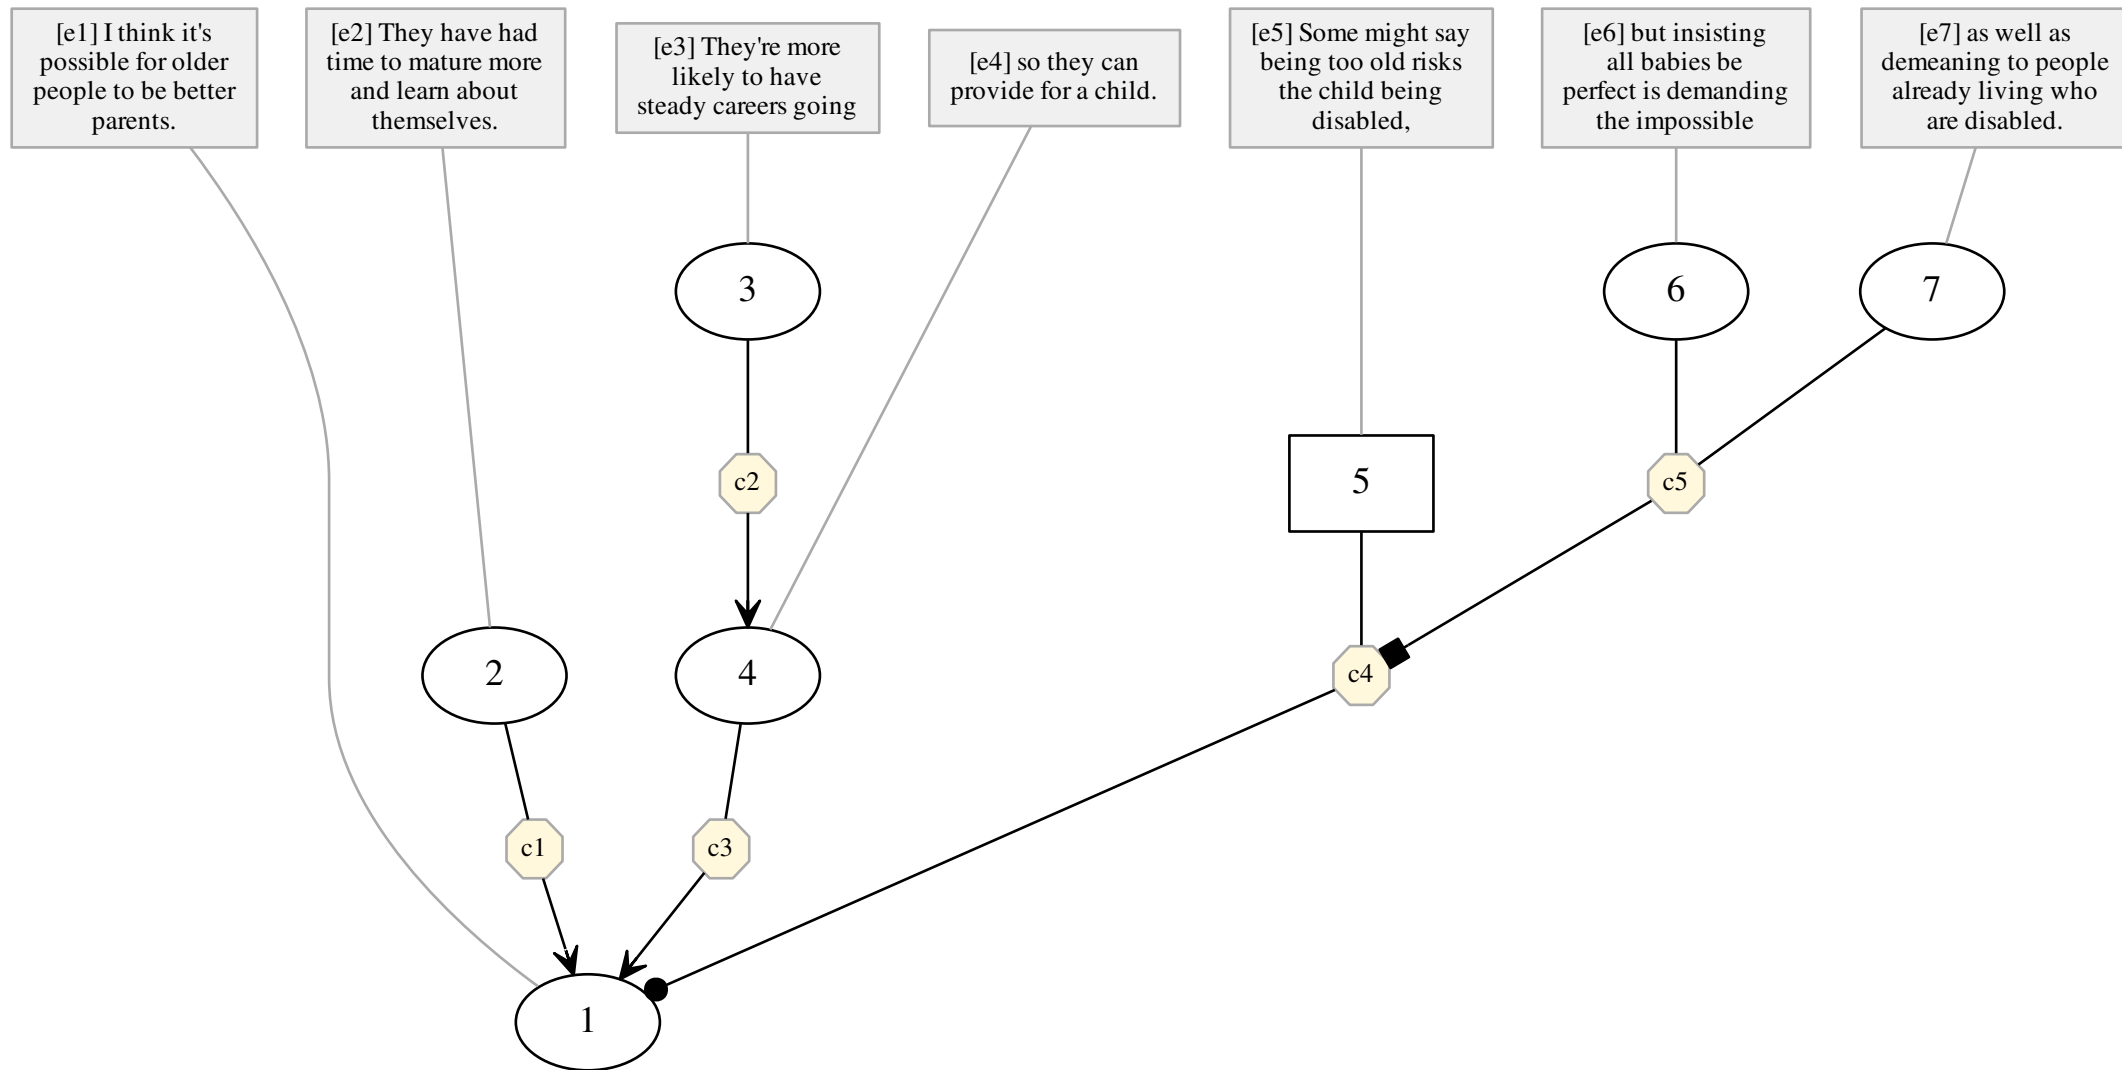 [e1] I think it's
possible for older
people to be better
parents.
[e2] They have had
time to mature more
and learn about
themselves.
[e3] They're more
likely to have
steady careers going
[e4] so they can
provide for a child.
[e5] Some might say
being too old risks
the child being
disabled,
[e6] but insisting
all babies be
perfect is demanding
the impossible
[e7] as well as
demeaning to people
already living who
are disabled.
3
6
7
c2
5
c5
2
4
c4
c1
c3
1